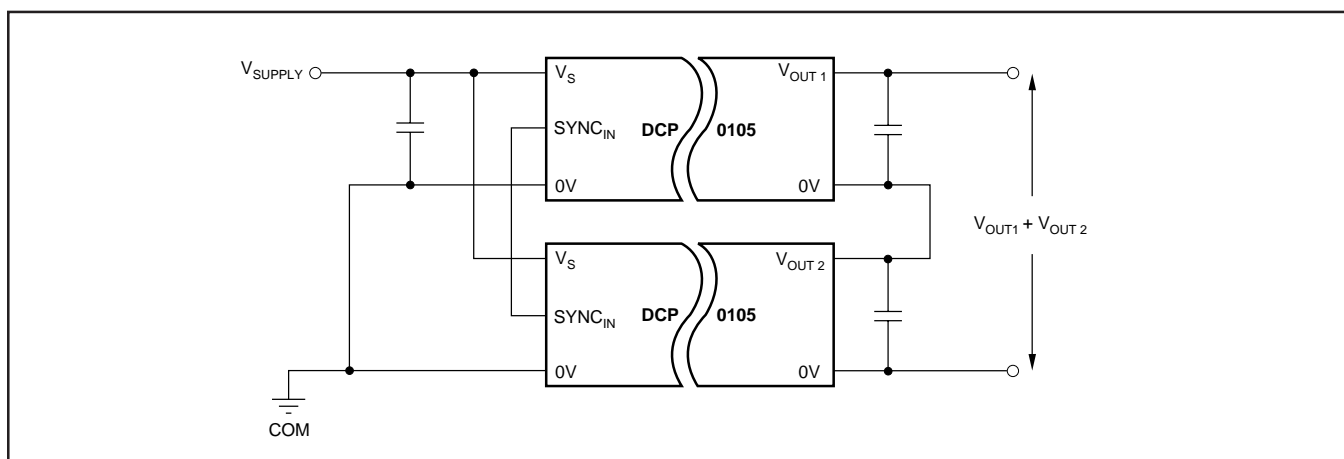 V_SUPPLY
V_S
V_OUT 1
SYNC_IN
DCP 0105
0V
0V
V_OUT1 + V_OUT 2
V_S
V_OUT 2
SYNC_IN
DCP 0105
0V
0V
COM